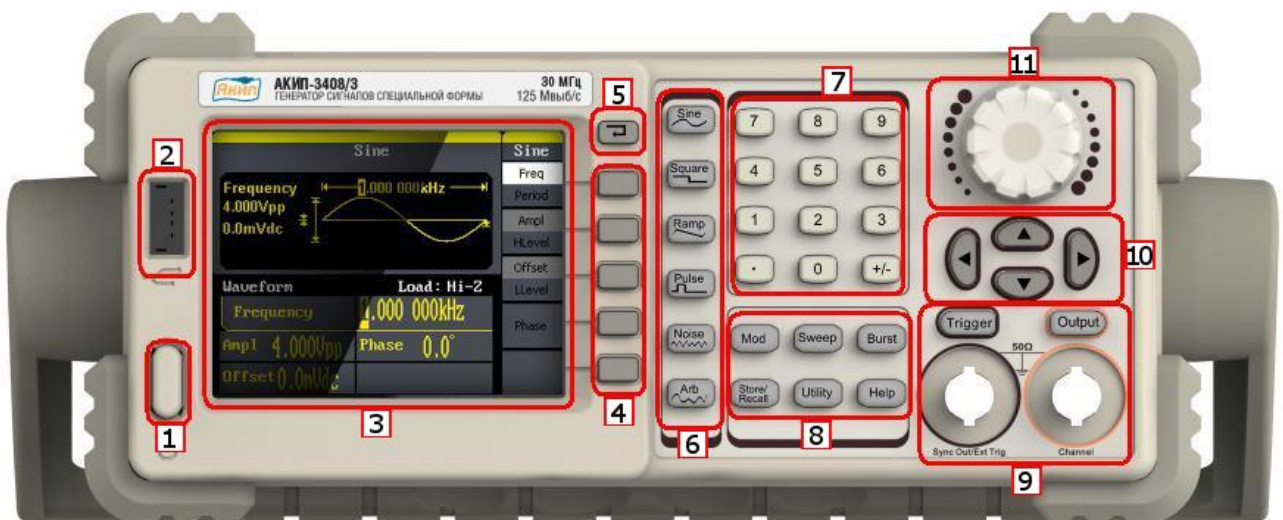 Акип
АКИП-3408/3
ГЕНЕРАТОР СИГНАЛОВ СПЕЦИАЛЬНОЙ ФОРМЫ
30 МГц
125 Мвыб/с
1
2
3
4
5
6
7
8
9
10
11
Sine
Sine
Freq
Period
Ampl
HLevel
Offset
LLevel
Phase
Frequency
1.000 000kHz
4.000Vpp
0.0mVdc
Waveform
Load: Hi-Z
Frequency
1.000 000kHz
Ampl 4.000Vpp
Phase 0.0°
Offset 0.0mVdc
Sine
Square
Ramp
Pulse
Noise
Arb
7 8 9
4 5 6
1 2 3
. 0 +/-
Mod Sweep Burst
Store/
Recall
Utility Help
Trigger Output
50Ω
Sync Out/Ext Trig
Channel